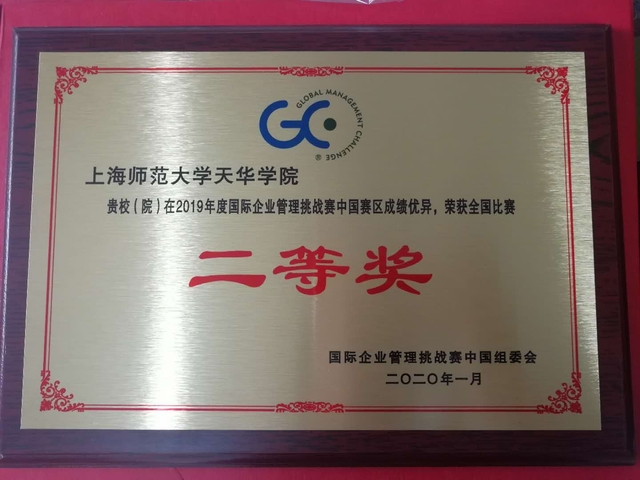 GLOBAL MANAGEMENT CHALLENGE®
上海师范大学天华学院
贵校(院)在2019年度国际企业管理挑战赛中国赛区成绩优异，荣获全国比赛
二等奖
国际企业管理挑战赛中国组委会
二〇二〇年一月